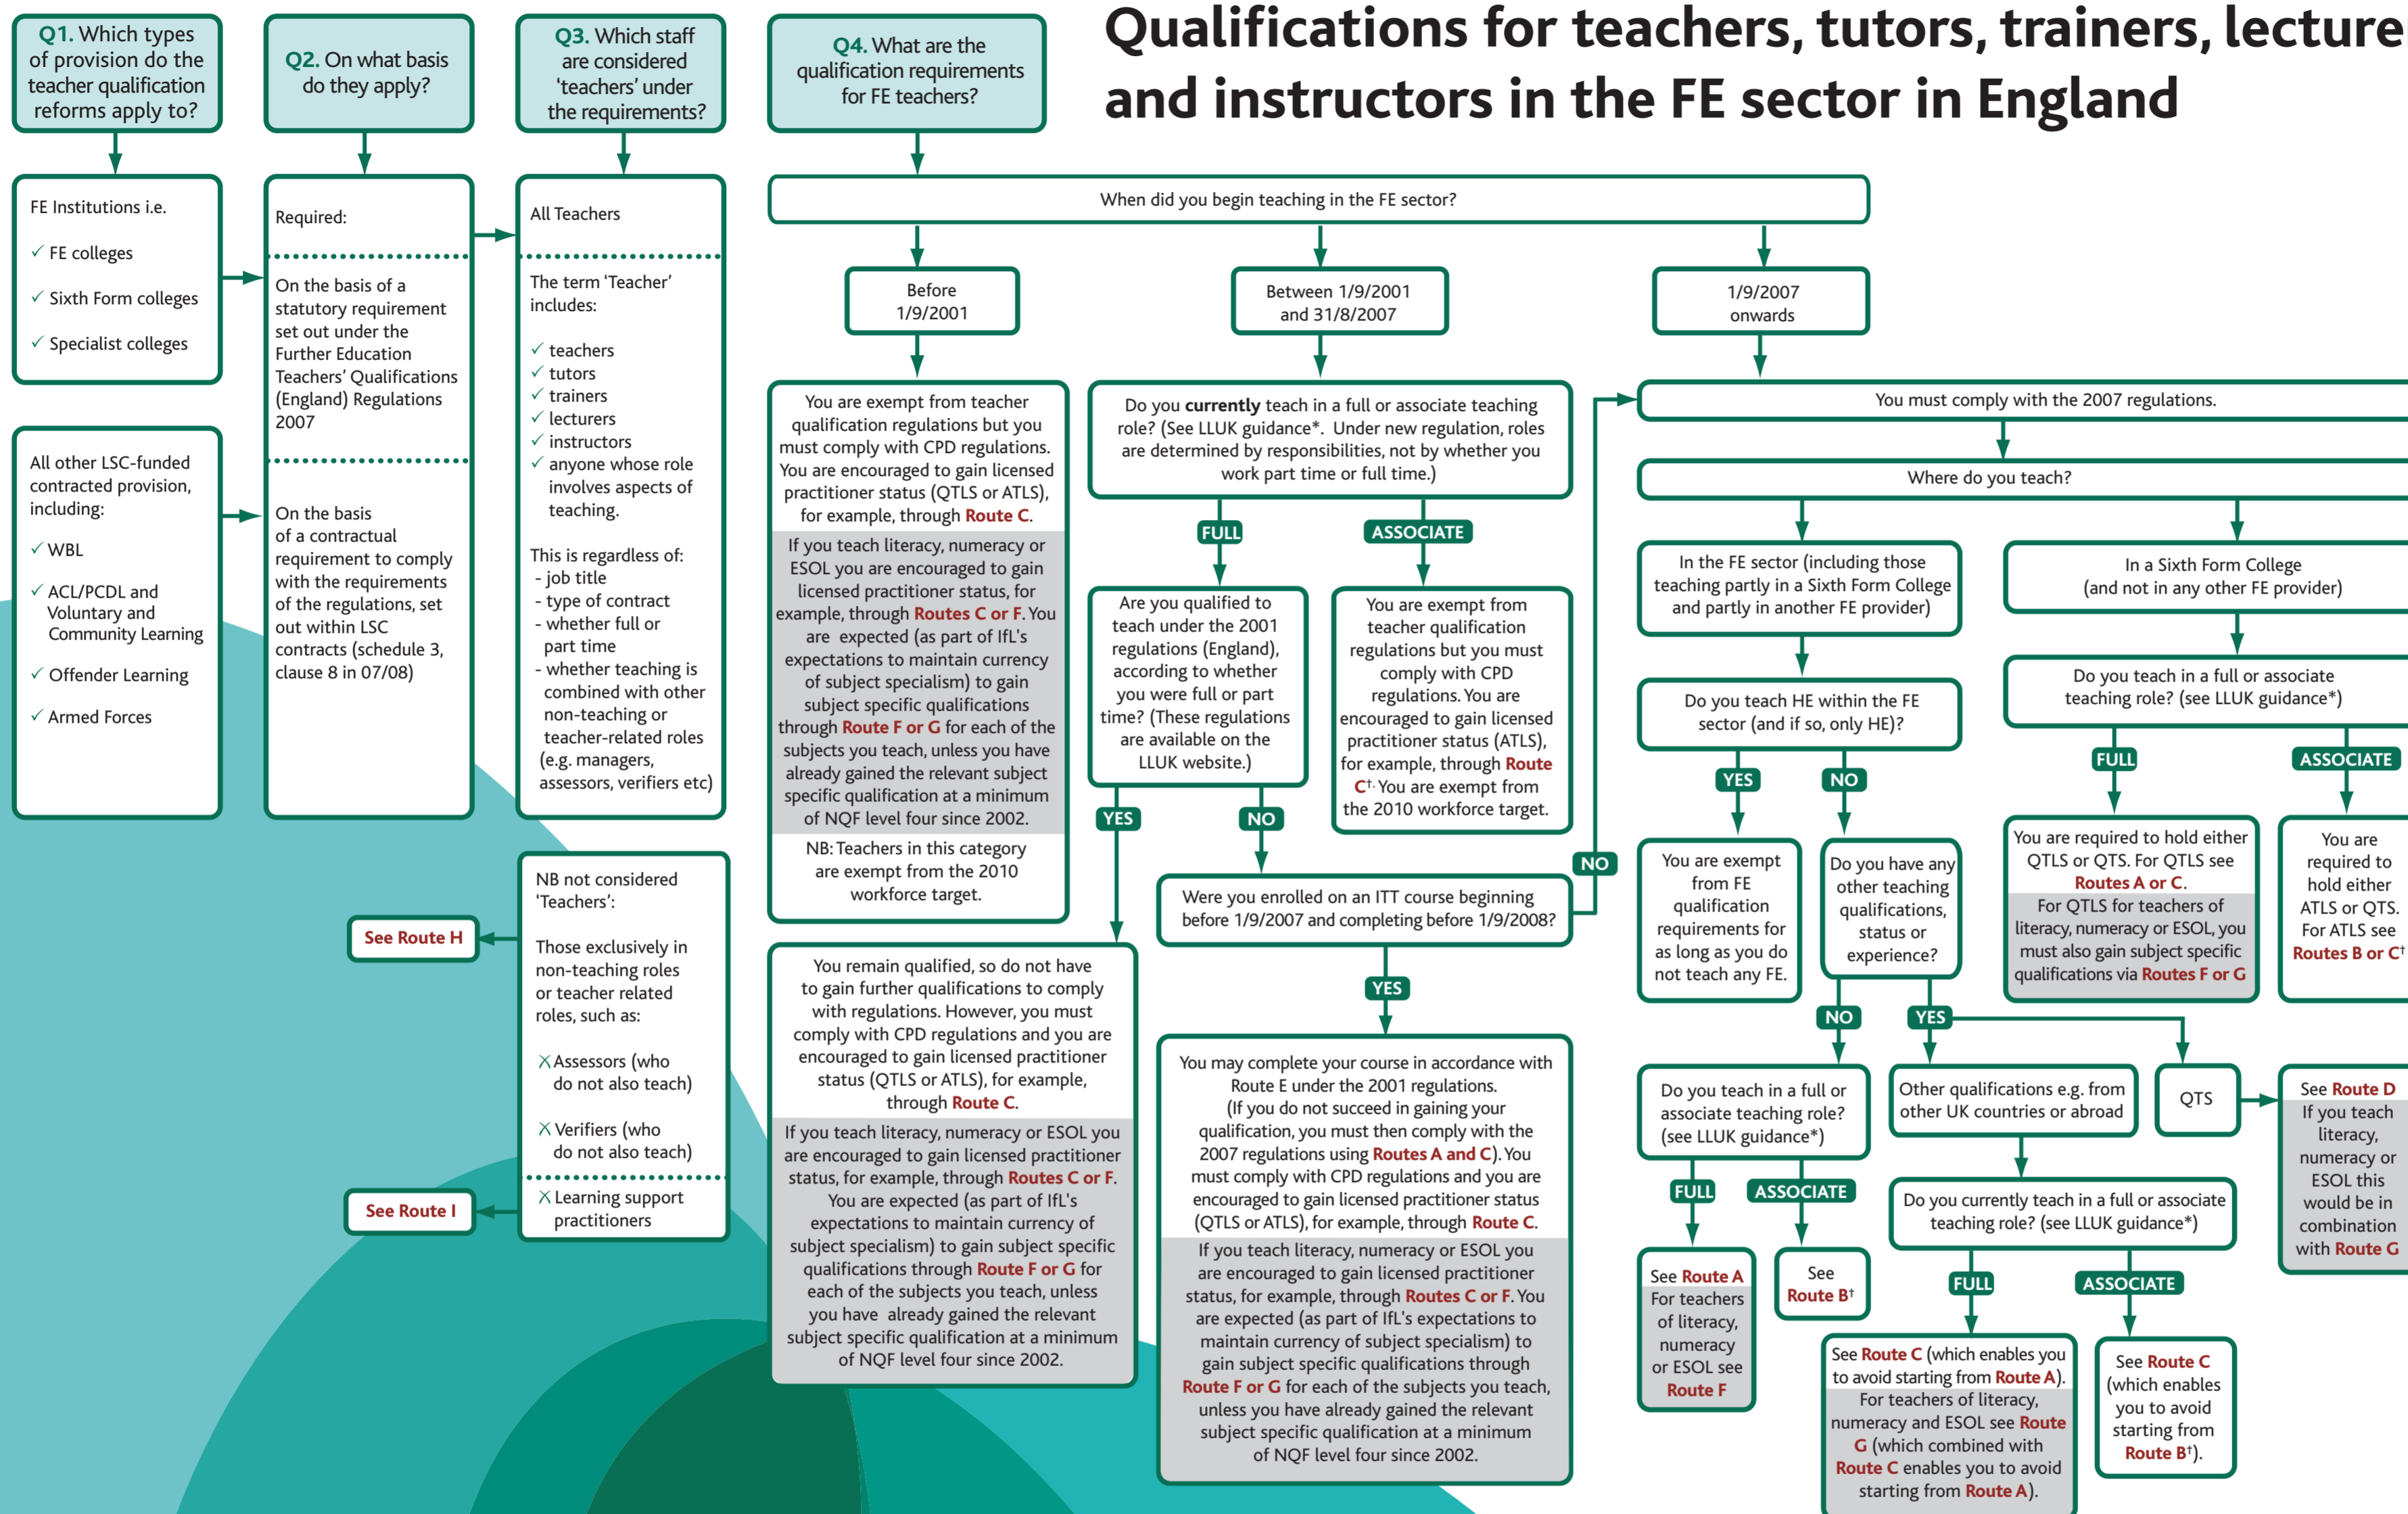 Q1. Which types
of provision do the
teacher qualification
reforms apply to?
FE Institutions i.e.
✓ FE colleges
✓ Sixth Form colleges
✓ Specialist colleges
All other LSC-funded
contracted provision,
including:
✓ WBL
✓ ACL/PCDL and
Voluntary and
Community Learning
✓ Offender Learning
✓ Armed Forces
Q2. On what basis
do they apply?
Required:
On the basis of a
statutory requirement
set out under the
Further Education
Teachers’ Qualifications
(England) Regulations
2007
On the basis
of a contractual
requirement to comply
with the requirements
of the regulations, set
out within LSC
contracts (schedule 3,
clause 8 in 07/08)
Q3. Which staff
are considered
‘teachers’ under
the requirements?
All Teachers
The term ‘Teacher’
includes:
✓ teachers
✓ tutors
✓ trainers
✓ lecturers
✓ instructors
✓ anyone whose role
involves aspects of
teaching.
This is regardless of:
- job title
- type of contract
- whether full or
part time
- whether teaching is
combined with other
non-teaching or
teacher-related roles
(e.g. managers,
assessors, verifiers etc)
NB not considered
‘Teachers’:
Those exclusively in
non-teaching roles
or teacher related
roles, such as:
X Assessors (who
do not also teach)
X Verifiers (who
do not also teach)
X Learning support
practitioners
See Route H
See Route I
Qualifications for teachers, tutors, trainers, lecture
and instructors in the FE sector in England
Q4. What are the
qualification requirements
for FE teachers?
When did you begin teaching in the FE sector?
Before
1/9/2001
Between 1/9/2001
and 31/8/2007
1/9/2007
onwards
You are exempt from teacher
qualification regulations but you
must comply with CPD regulations.
You are encouraged to gain licensed
practitioner status (QTLS or ATLS),
for example, through Route C.
If you teach literacy, numeracy or
ESOL you are encouraged to gain
licensed practitioner status, for
example, through Routes C or F. You
are expected (as part of IfL's
expectations to maintain currency
of subject specialism) to gain
subject specific qualifications
through Route F or G for each of the
subjects you teach, unless you have
already gained the relevant subject
specific qualification at a minimum
of NQF level four since 2002.
NB: Teachers in this category
are exempt from the 2010
workforce target.
Do you currently teach in a full or associate teaching
role? (See LLUK guidance*. Under new regulation, roles
are determined by responsibilities, not by whether you
work part time or full time.)
FULL
ASSOCIATE
Are you qualified to
teach under the 2001
regulations (England),
according to whether
you were full or part
time? (These regulations
are available on the
LLUK website.)
You are exempt from
teacher qualification
regulations but you must
comply with CPD
regulations. You are
encouraged to gain licensed
practitioner status (ATLS),
for example, through Route
C†. You are exempt from
the 2010 workforce target.
YES
NO
Were you enrolled on an ITT course beginning
before 1/9/2007 and completing before 1/9/2008?
NO
YES
You remain qualified, so do not have
to gain further qualifications to comply
with regulations. However, you must
comply with CPD regulations and you are
encouraged to gain licensed practitioner
status (QTLS or ATLS), for example,
through Route C.
If you teach literacy, numeracy or ESOL you
are encouraged to gain licensed practitioner
status, for example, through Routes C or F.
You are expected (as part of IfL's
expectations to maintain currency of
subject specialism) to gain subject specific
qualifications through Route F or G for
each of the subjects you teach, unless
you have already gained the relevant
subject specific qualification at a minimum
of NQF level four since 2002.
You may complete your course in accordance with
Route E under the 2001 regulations.
(If you do not succeed in gaining your
qualification, you must then comply with the
2007 regulations using Routes A and C). You
must comply with CPD regulations and you are
encouraged to gain licensed practitioner status
(QTLS or ATLS), for example, through Route C.
If you teach literacy, numeracy or ESOL you
are encouraged to gain licensed practitioner
status, for example, through Routes C or F. You
are expected (as part of IfL's expectations to
maintain currency of subject specialism) to
gain subject specific qualifications through
Route F or G for each of the subjects you teach,
unless you have already gained the relevant
subject specific qualification at a minimum
of NQF level four since 2002.
You must comply with the 2007 regulations.
Where do you teach?
In the FE sector (including those
teaching partly in a Sixth Form College
and partly in another FE provider)
Do you teach HE within the FE
sector (and if so, only HE)?
YES
NO
You are exempt
from FE
qualification
requirements for
as long as you do
not teach any FE.
Do you have any
other teaching
qualifications,
status or
experience?
In a Sixth Form College
(and not in any other FE provider)
Do you teach in a full or associate
teaching role? (see LLUK guidance*)
FULL
ASSOCIATE
You are required to hold either
QTLS or QTS. For QTLS see
Routes A or C.
For QTLS for teachers of
literacy, numeracy or ESOL, you
must also gain subject specific
qualifications via Routes F or G
You are
required to
hold either
ATLS or QTS.
For ATLS see
Routes B or C†
NO
YES
Do you teach in a full or
associate teaching role?
(see LLUK guidance*)
FULL
ASSOCIATE
See Route A
For teachers
of literacy,
numeracy
or ESOL see
Route F
See
Route B†
Other qualifications e.g. from
other UK countries or abroad
QTS
See Route D
If you teach
literacy,
numeracy or
ESOL this
would be in
combination
with Route G
Do you currently teach in a full or associate
teaching role? (see LLUK guidance*)
FULL
ASSOCIATE
See Route C (which enables you
to avoid starting from Route A).
For teachers of literacy,
numeracy and ESOL see Route
G (which combined with
Route C enables you to avoid
starting from Route A).
See Route C
(which enables
you to avoid
starting from
Route B†).